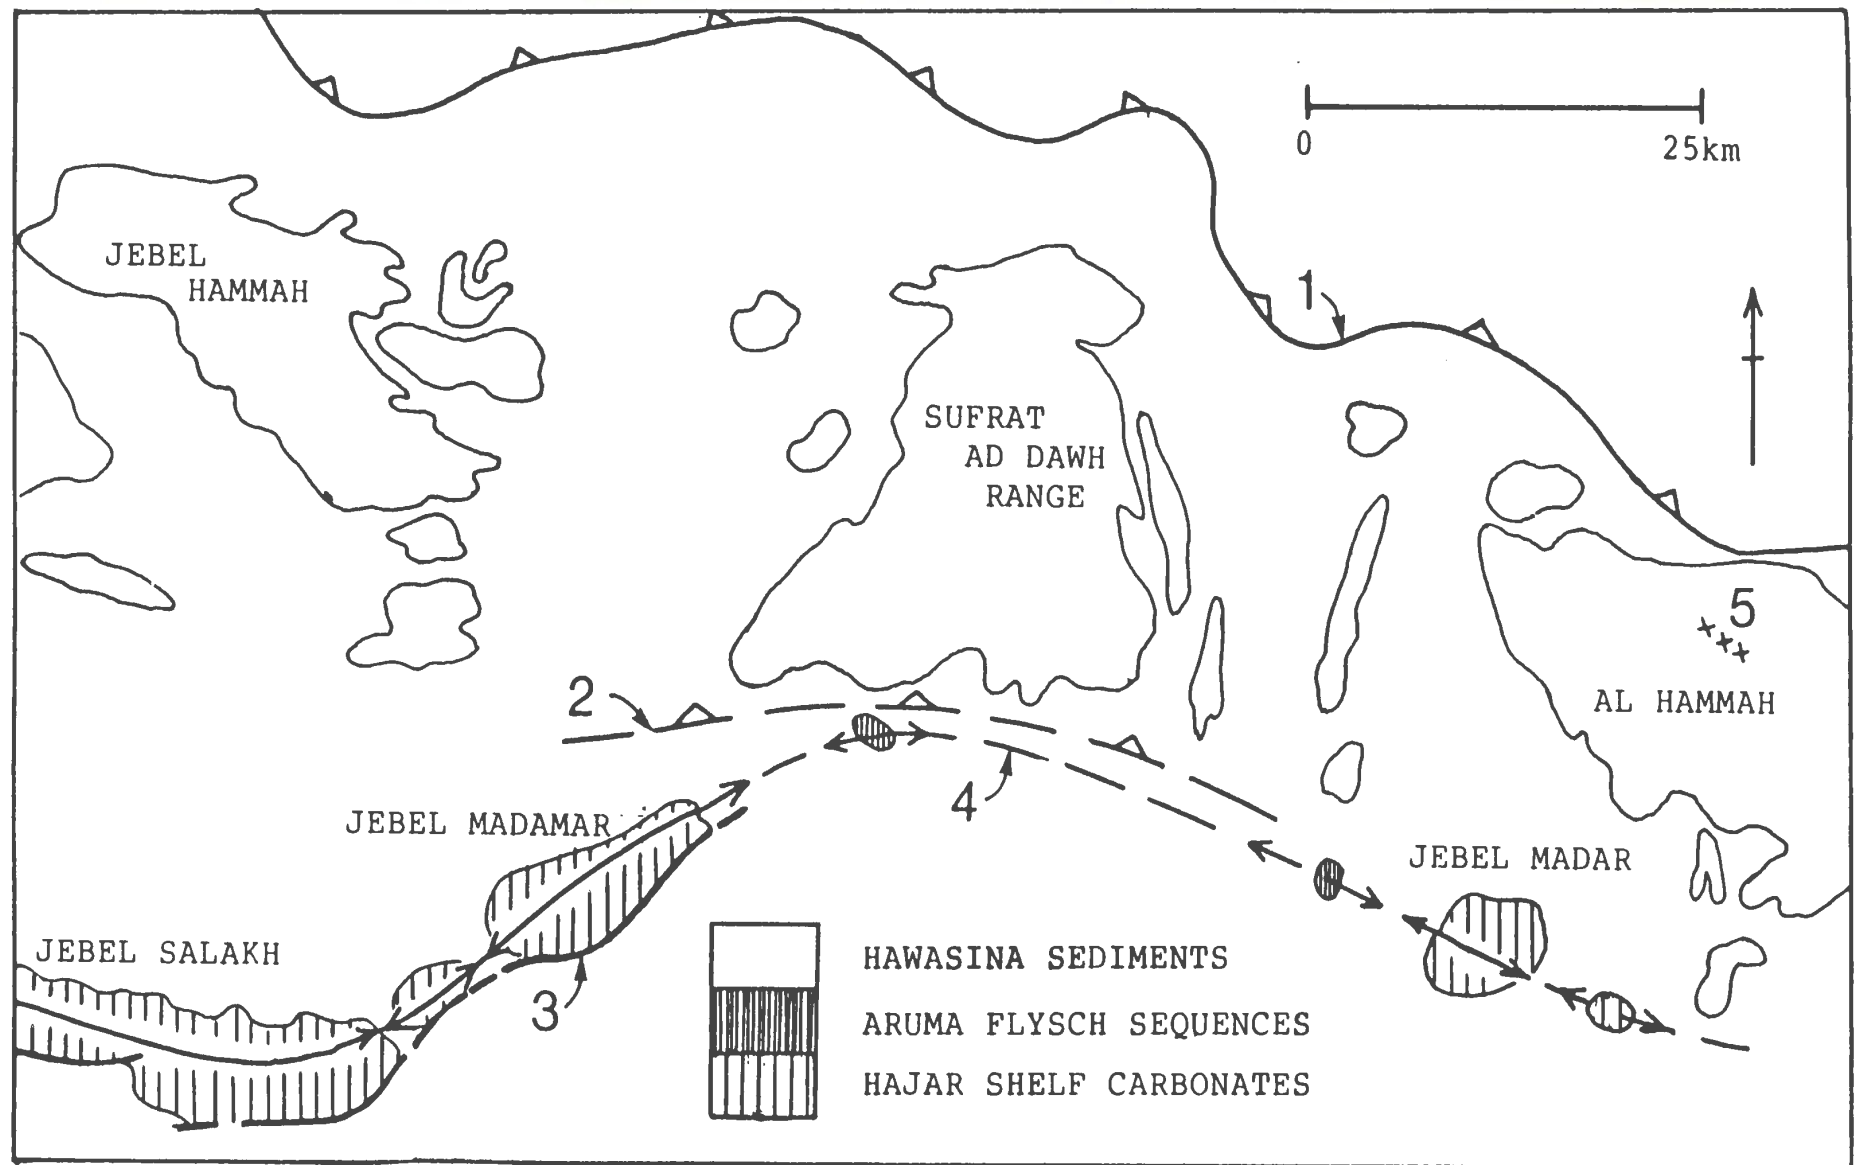 0
25km
JEBEL
HAMMAH
1
SUFRAT
AD DAWH
RANGE
5
2
AL HAMMAH
4
JEBEL MADAMAR
JEBEL MADAR
JEBEL SALAKH
3
HAWASINA SEDIMENTS
ARUMA FLYSCH SEQUENCES
HAJAR SHELF CARBONATES